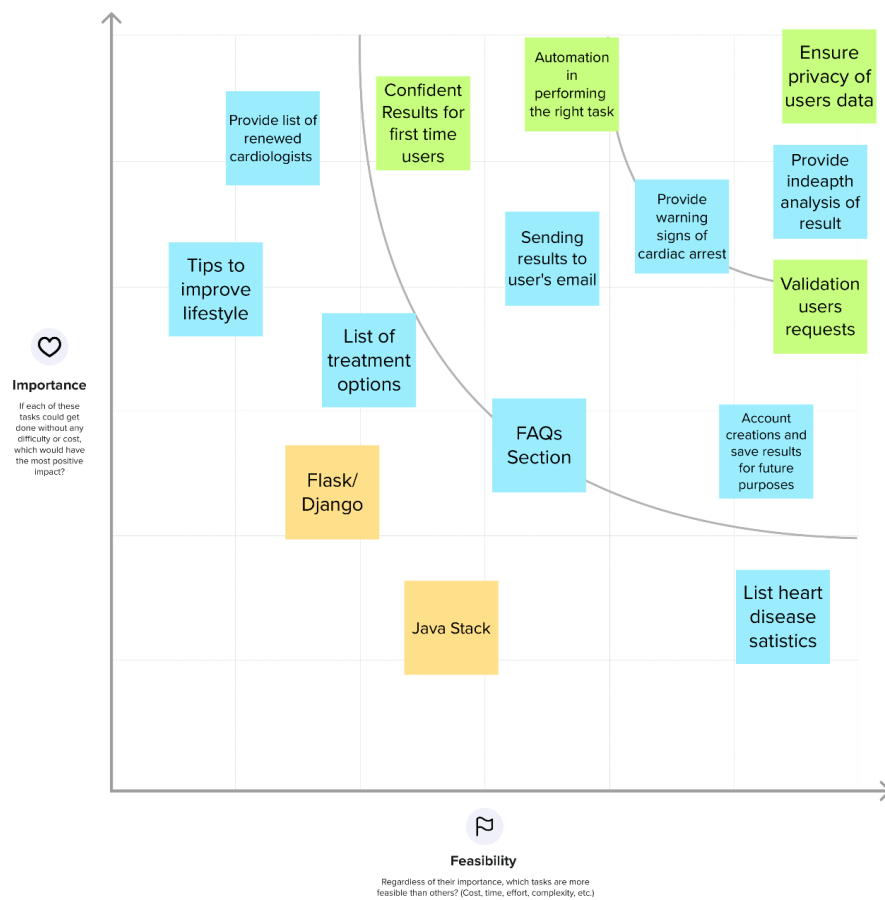 Ensure
privacy of
users data
Automation
in
performing
the right task
Confident
Results for
first time
users
Provide list of
renewed
cardiologists
Provide
indeapth
analysis of
result
Provide
warning
signs of
cardiac arrest
Sending
results to
user's email
Tips to
improve
lifestyle
Validation
users
requests
List of
treatment
options
Importance
If each of these
tasks could get
done without any
difficulty or cost,
which would have
the most positive
impact?
FAQs
Section
Account
creations and
save results
for future
purposes
Flask/
Django
Java Stack
List heart
disease
satistics
Feasibility
Regardless of their importance, which tasks are more
feasible than others? (Cost, time, effort, complexity, etc.)